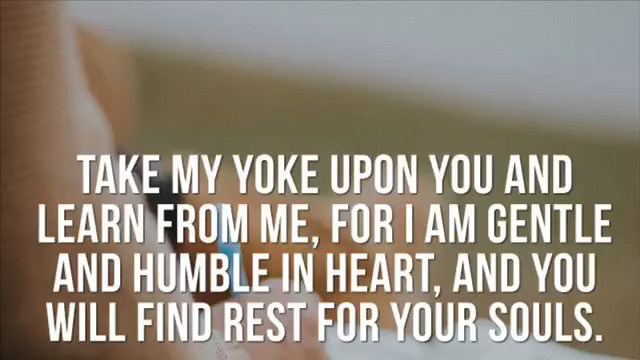 TAKE MY YOKE UPON YOU AND
LEARN FROM ME, FOR I AM GENTLE
AND HUMBLE IN HEART, AND YOU
WILL FIND REST FOR YOUR SOULS.